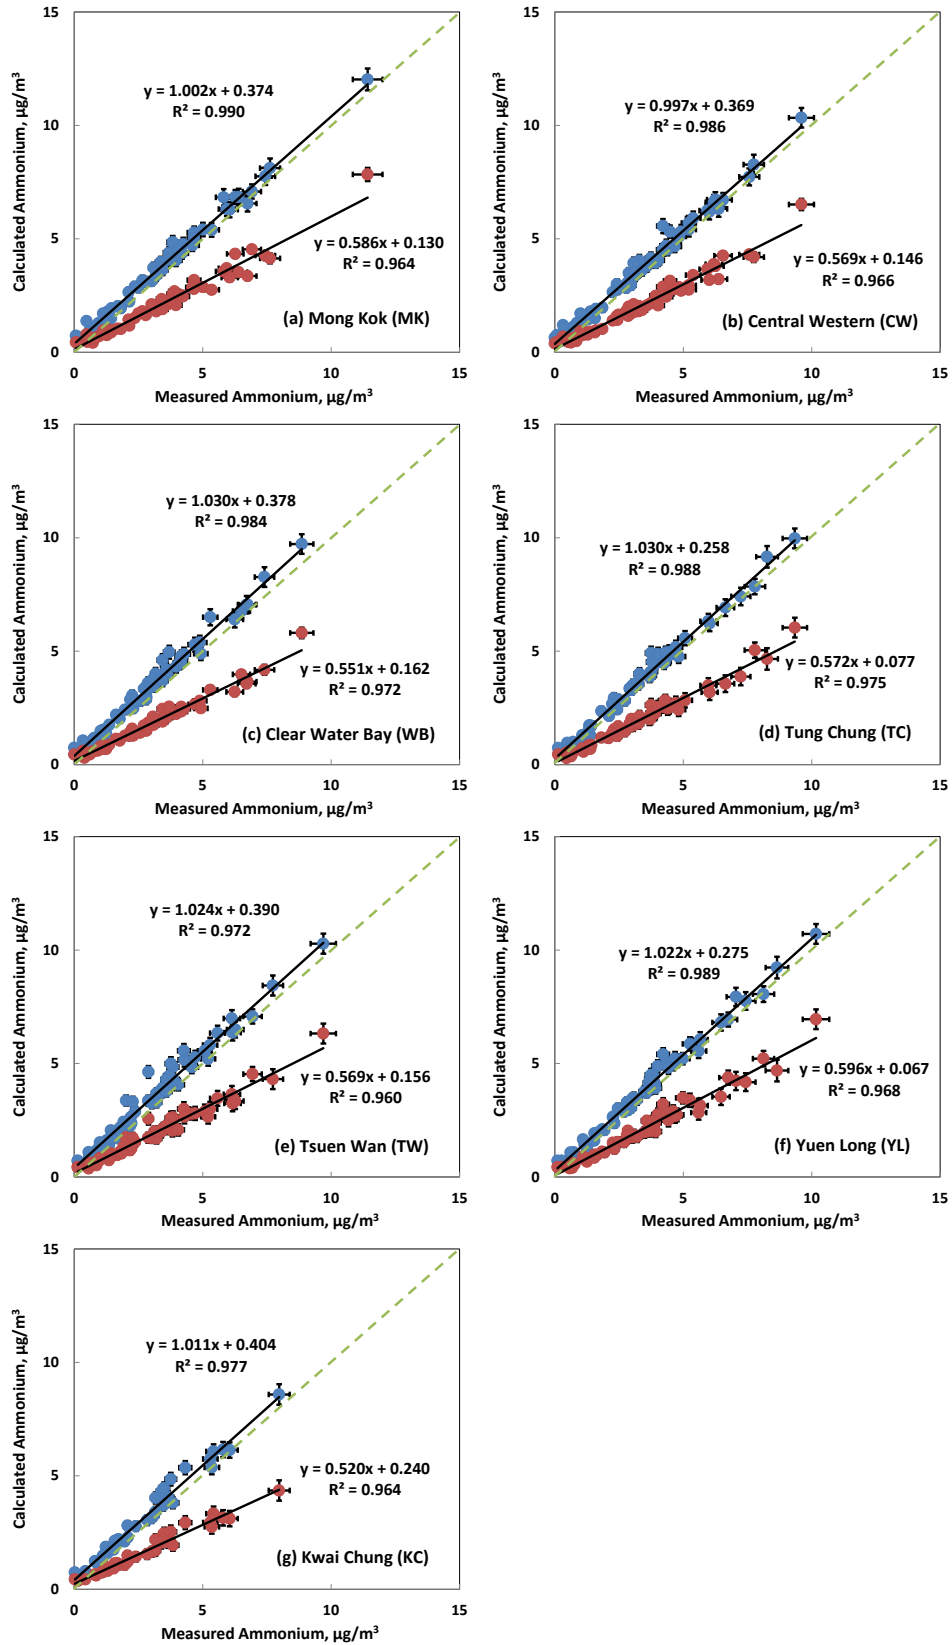 15
10
5
0
Calculated Ammonium, µg/m³
y = 1.002x + 0.374
R² = 0.990
y = 0.586x + 0.130
R² = 0.964
(a) Mong Kok (MK)
0 5 10 15
Measured Ammonium, µg/m³
15
10
5
0
Calculated Ammonium, µg/m³
y = 0.997x + 0.369
R² = 0.986
y = 0.569x + 0.146
R² = 0.966
(b) Central Western (CW)
0 5 10 15
Measured Ammonium, µg/m³
15
10
5
0
Calculated Ammonium, µg/m³
y = 1.030x + 0.378
R² = 0.984
y = 0.551x + 0.162
R² = 0.972
(c) Clear Water Bay (WB)
0 5 10 15
Measured Ammonium, µg/m³
15
10
5
0
Calculated Ammonium, µg/m³
y = 1.030x + 0.258
R² = 0.988
y = 0.572x + 0.077
R² = 0.975
(d) Tung Chung (TC)
0 5 10 15
Measured Ammonium, µg/m³
15
10
5
0
Calculated Ammonium, µg/m³
y = 1.024x + 0.390
R² = 0.972
y = 0.569x + 0.156
R² = 0.960
(e) Tsuen Wan (TW)
0 5 10 15
Measured Ammonium, µg/m³
15
10
5
0
Calculated Ammonium, µg/m³
y = 1.022x + 0.275
R² = 0.989
y = 0.596x + 0.067
R² = 0.968
(f) Yuen Long (YL)
0 5 10 15
Measured Ammonium, µg/m³
15
10
5
0
Calculated Ammonium, µg/m³
y = 1.011x + 0.404
R² = 0.977
y = 0.520x + 0.240
R² = 0.964
(g) Kwai Chung (KC)
0 5 10 15
Measured Ammonium, µg/m³